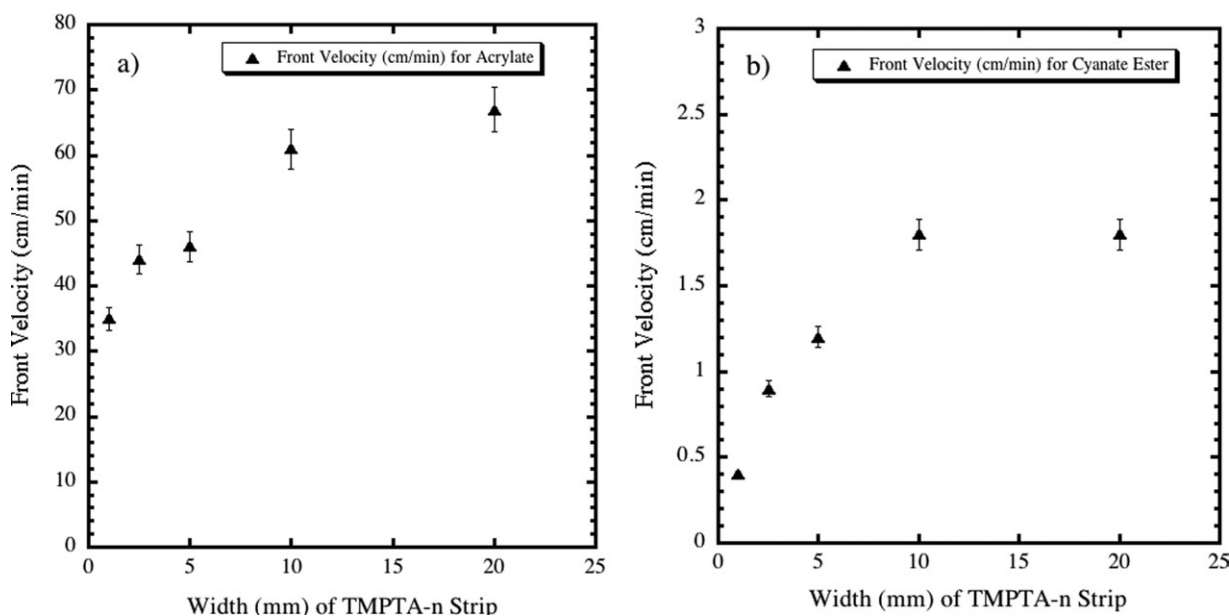 a)
Front Velocity (cm/min) for Acrylate
Front Velocity (cm/min)
80
70
60
50
40
30
20
10
0
0 5 10 15 20 25
Width (mm) of TMPTA-n Strip
b)
Front Velocity (cm/min) for Cyanate Ester
Front Velocity (cm/min)
3
2.5
2
1.5
1
0.5
0
0 5 10 15 20 25
Width (mm) of TMPTA-n Strip